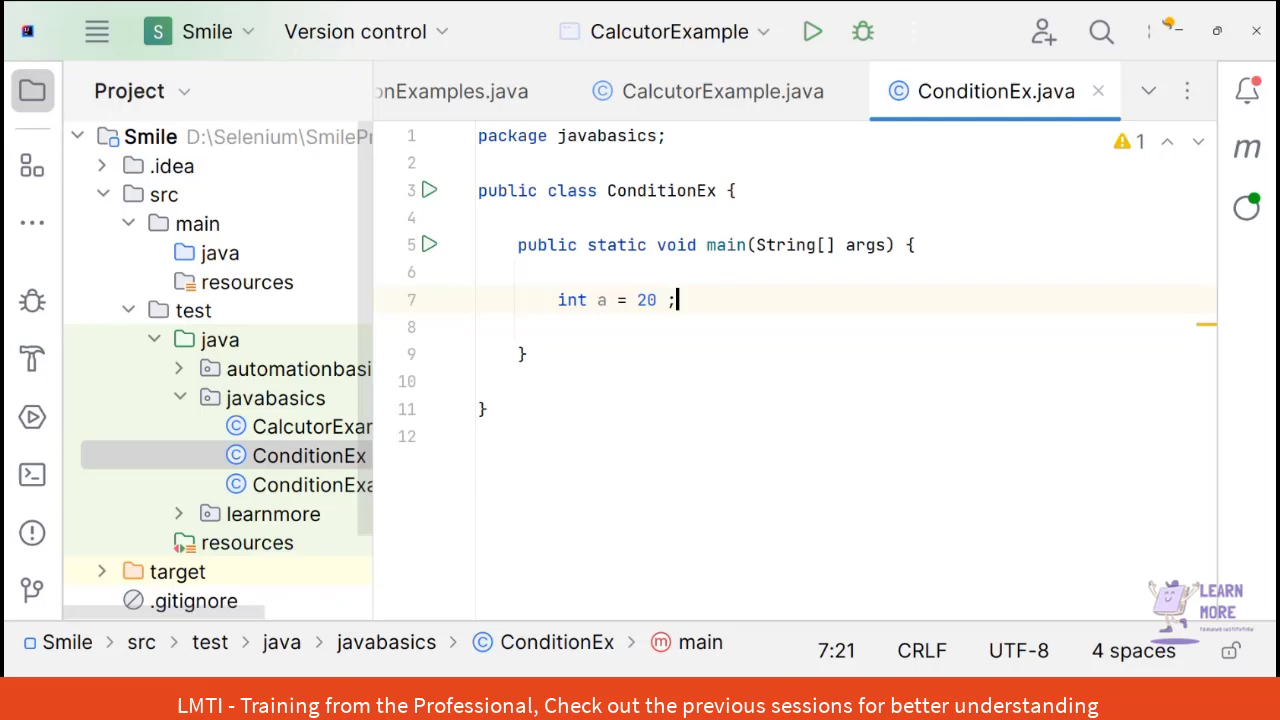 S Smile Version control CalcutorExample
Project
onExamples.java CalcutorExample.java ConditionEx.java
Smile D:\Selenium\SmilePr
.idea
src
main
java
resources
test
java
automationbasi
javabasics
CalcutorExar
ConditionEx
ConditionExa
learnmore
resources
target
.gitignore
1 package javabasics;
2
3 public class ConditionEx {
4
5 public static void main(String[] args) {
6
7 int a = 20 ;
8
9 }
10
11 }
12
1
m
LEARN
MORE
Smile > src > test > java > javabasics > ConditionEx > m main
7:21 CRLF UTF-8 4 spaces
LMTI - Training from the Professional, Check out the previous sessions for better understanding